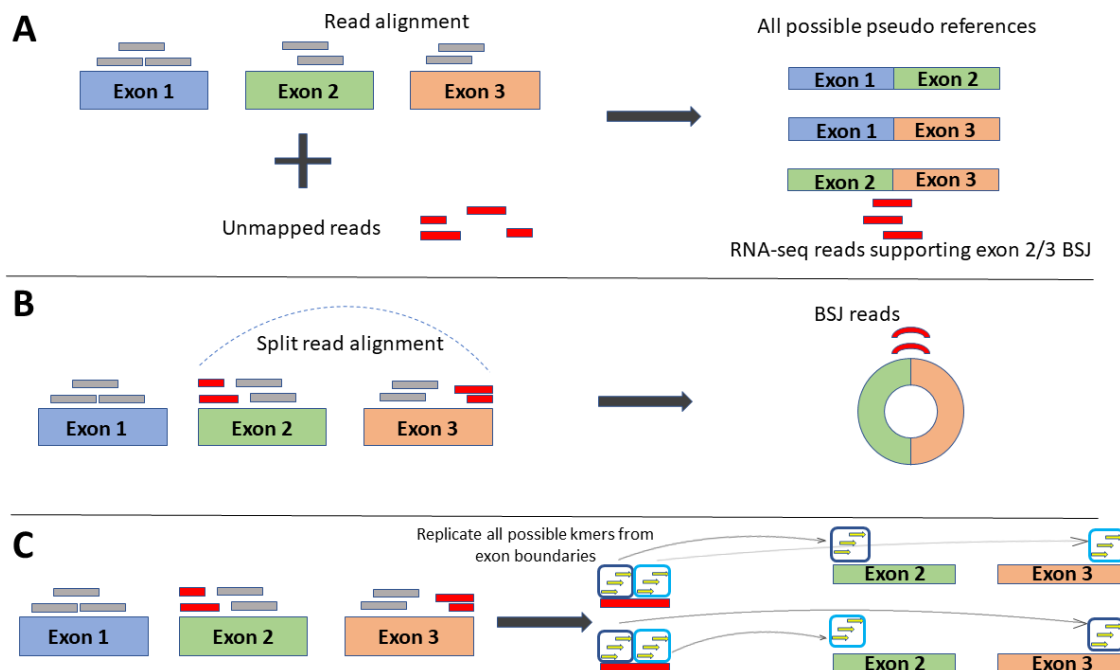 A
Read alignment
All possible pseudo references
Exon 1
Exon 2
Exon 3
Exon 1 Exon 2
Exon 1 Exon 3
Exon 2 Exon 3
Unmapped reads
RNA-seq reads supporting exon 2/3 BSJ
B
Split read alignment
BSJ reads
Exon 1
Exon 2
Exon 3
C
Replicate all possible kmers from
exon boundaries
Exon 1
Exon 2
Exon 3
Exon 2
Exon 3
Exon 2
Exon 3